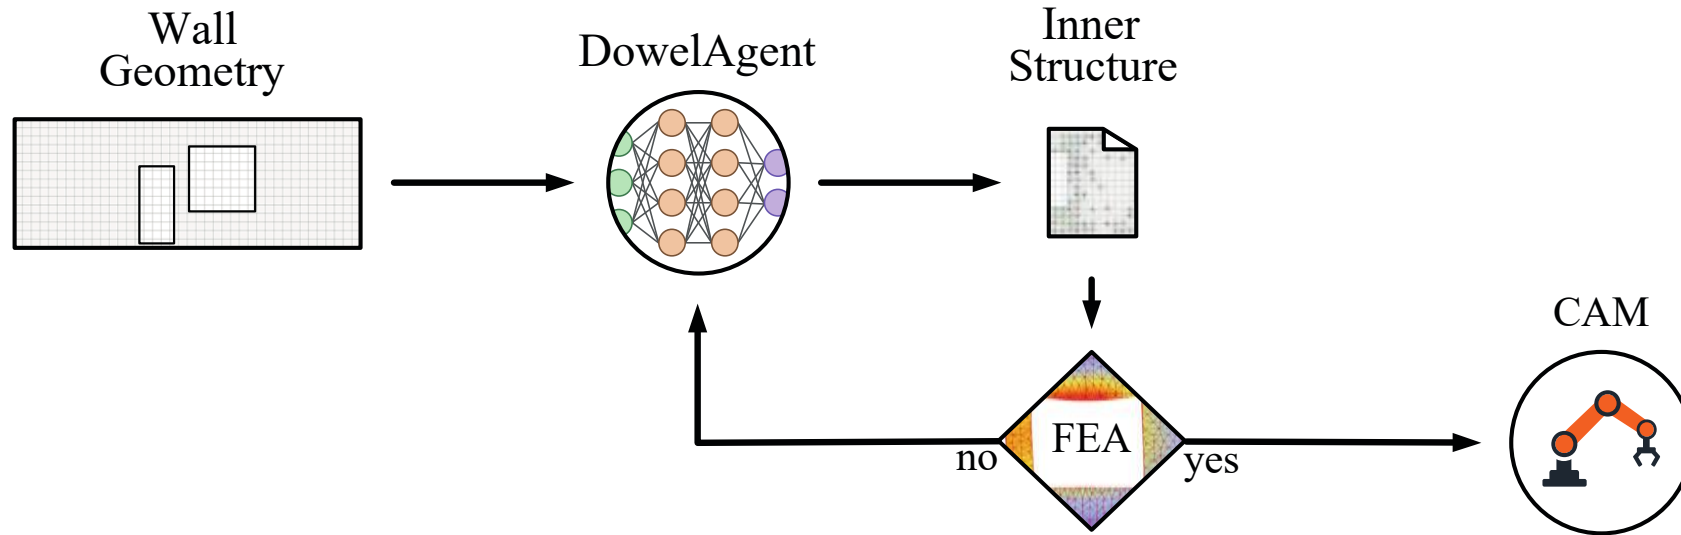 Wall
Geometry
DowelAgent
Inner
Structure
CAM
FEA
no
yes